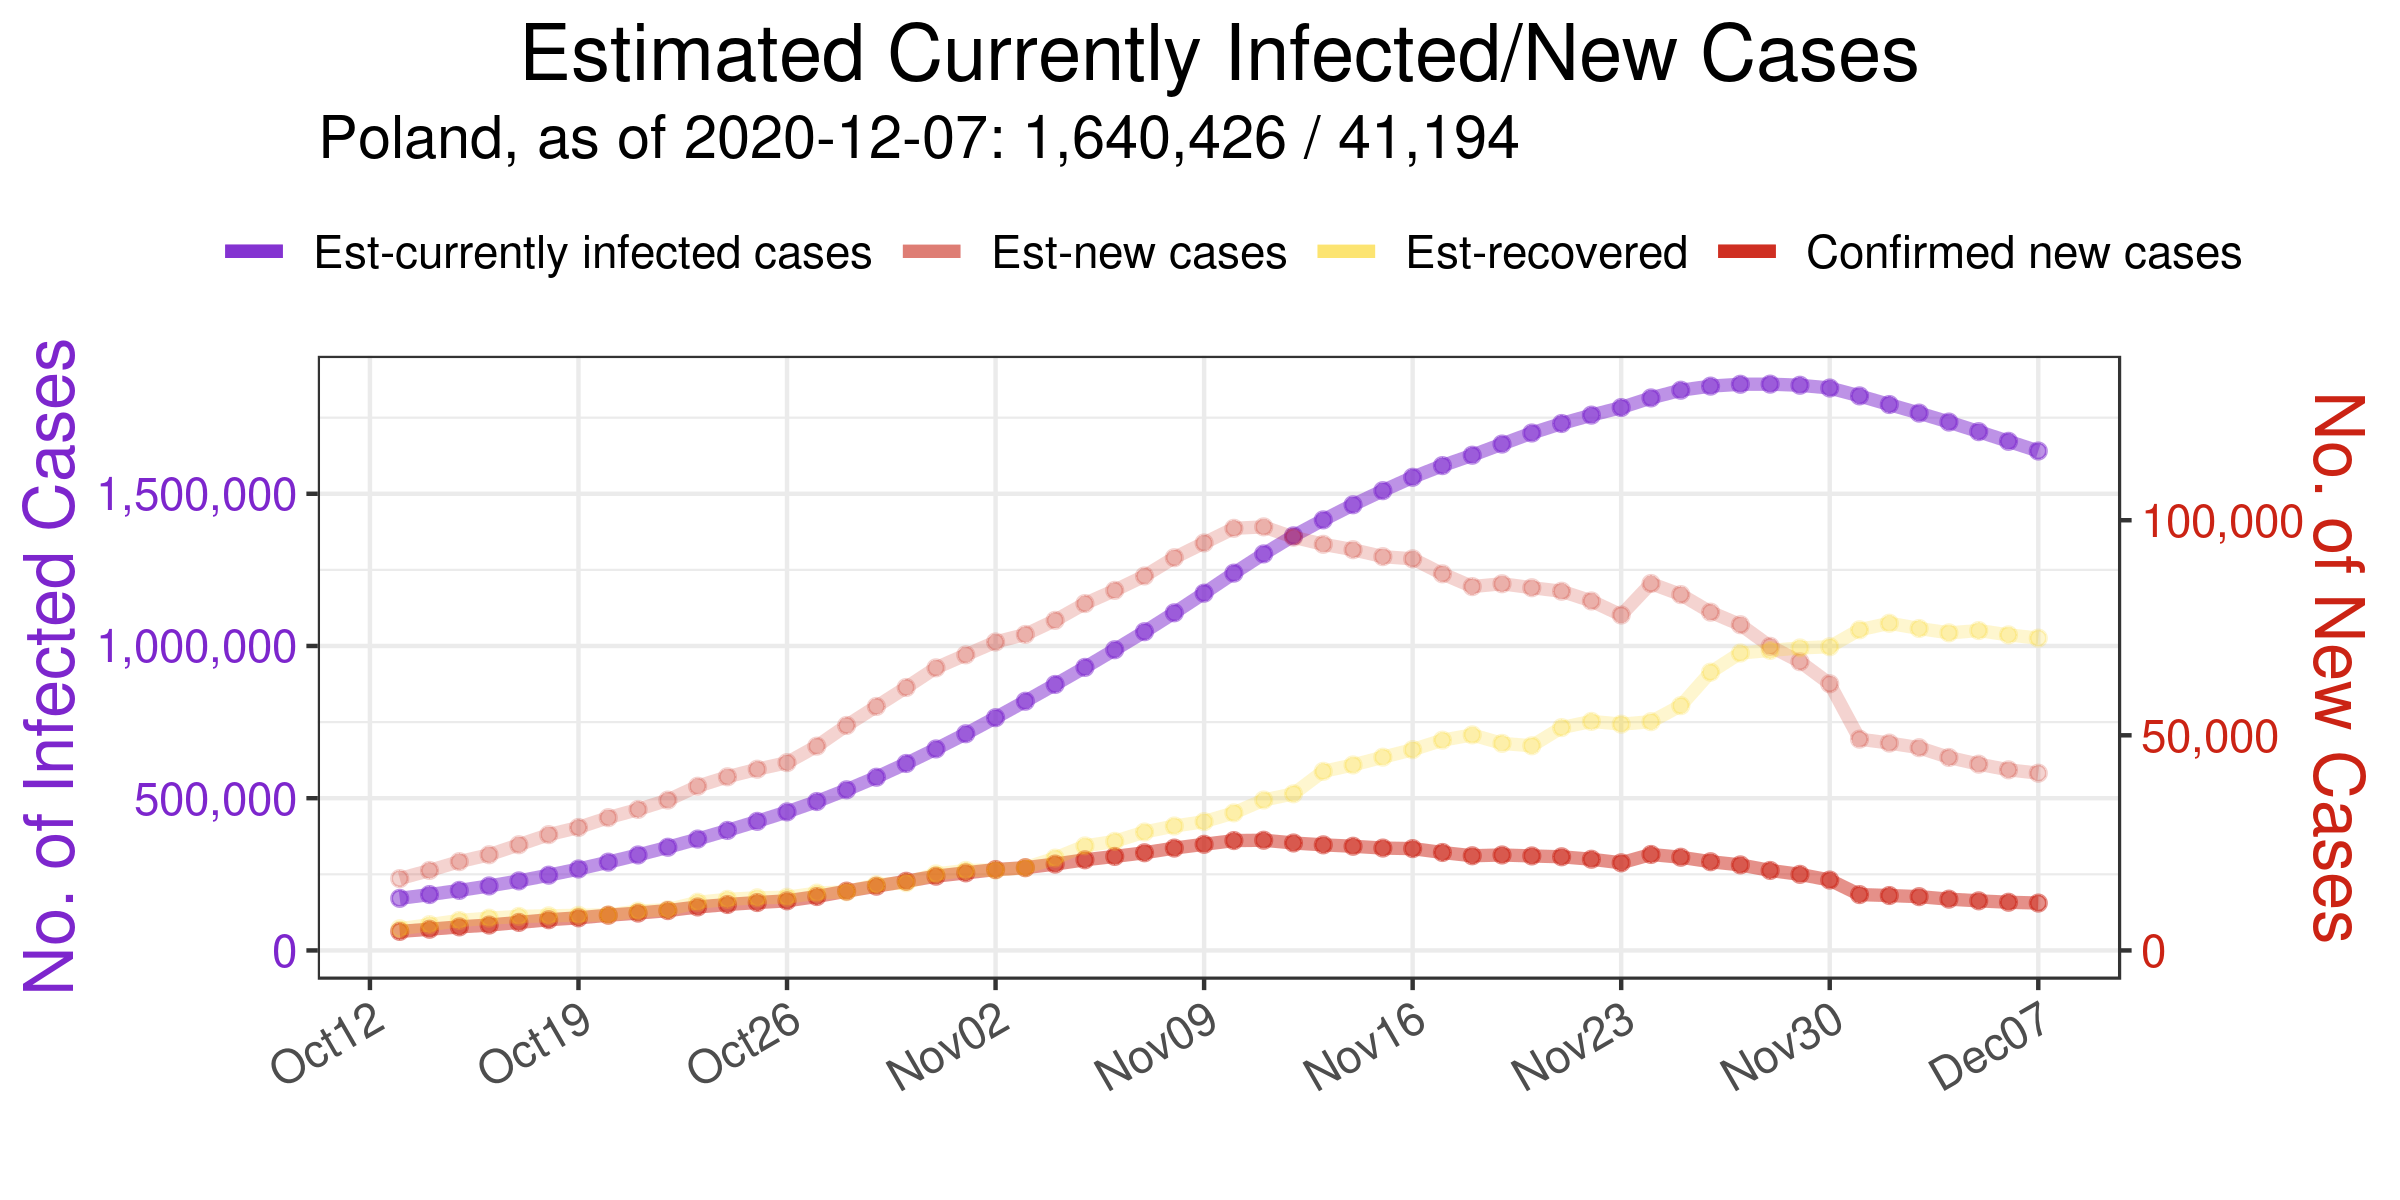 Estimated Currently Infected/New Cases
Poland, as of 2020-12-07: 1,640,426 / 41,194
Est-currently infected cases Est-new cases Est-recovered Confirmed new cases
No. of Infected Cases
1,500,000
1,000,000
500,000
0
100,000
50,000
0
No. of New Cases
Oct12 Oct19 Oct26 Nov02 Nov09 Nov16 Nov23 Nov30 Dec07